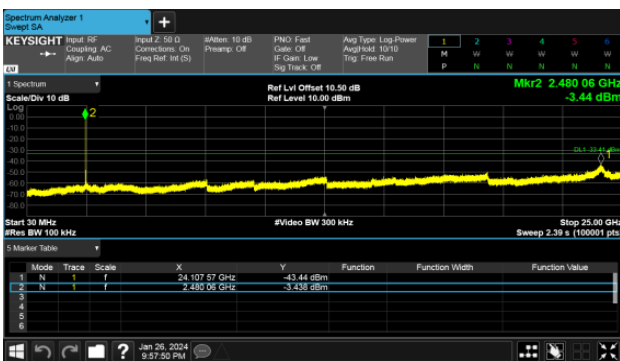 Spectrum Analyzer 1
Swept SA
KEYSIGHT Input: RF Input Z: 50 Ω #Atten: 10 dB PNO: Fast Avg Type: Log-Power 1 2 3 4 5 6
Coupling: AC Corrections: On Preamp: Off Gate: Off Avg|Hold: 10/10 M W W W W W
Align: Auto Freq Ref: Int (S) IF Gain: Low Trig: Free Run
Sig Track: Off P N N N N N
LXI
1 Spectrum Ref Lvl Offset 10.50 dB Mkr2 2.480 06 GHz
Scale/Div 10 dB Ref Level 10.00 dBm -3.44 dBm
Log
0.00
-10.0
-20.0
-30.0
-40.0
-50.0
-60.0
-70.0
-80.0
2
DL1 -23.41 dBm
1
Start 30 MHz #Video BW 300 kHz Stop 25.00 GHz
#Res BW 100 kHz Sweep 2.39 s (100001 pts
5 Marker Table
Mode Trace Scale X Y Function Function Width Function Value
1 N 1 f 24.107 57 GHz -43.44 dBm
2 N 1 f 2.480 06 GHz -3.438 dBm
3
4
5
6
? Jan 26, 2024
9:57:50 PM